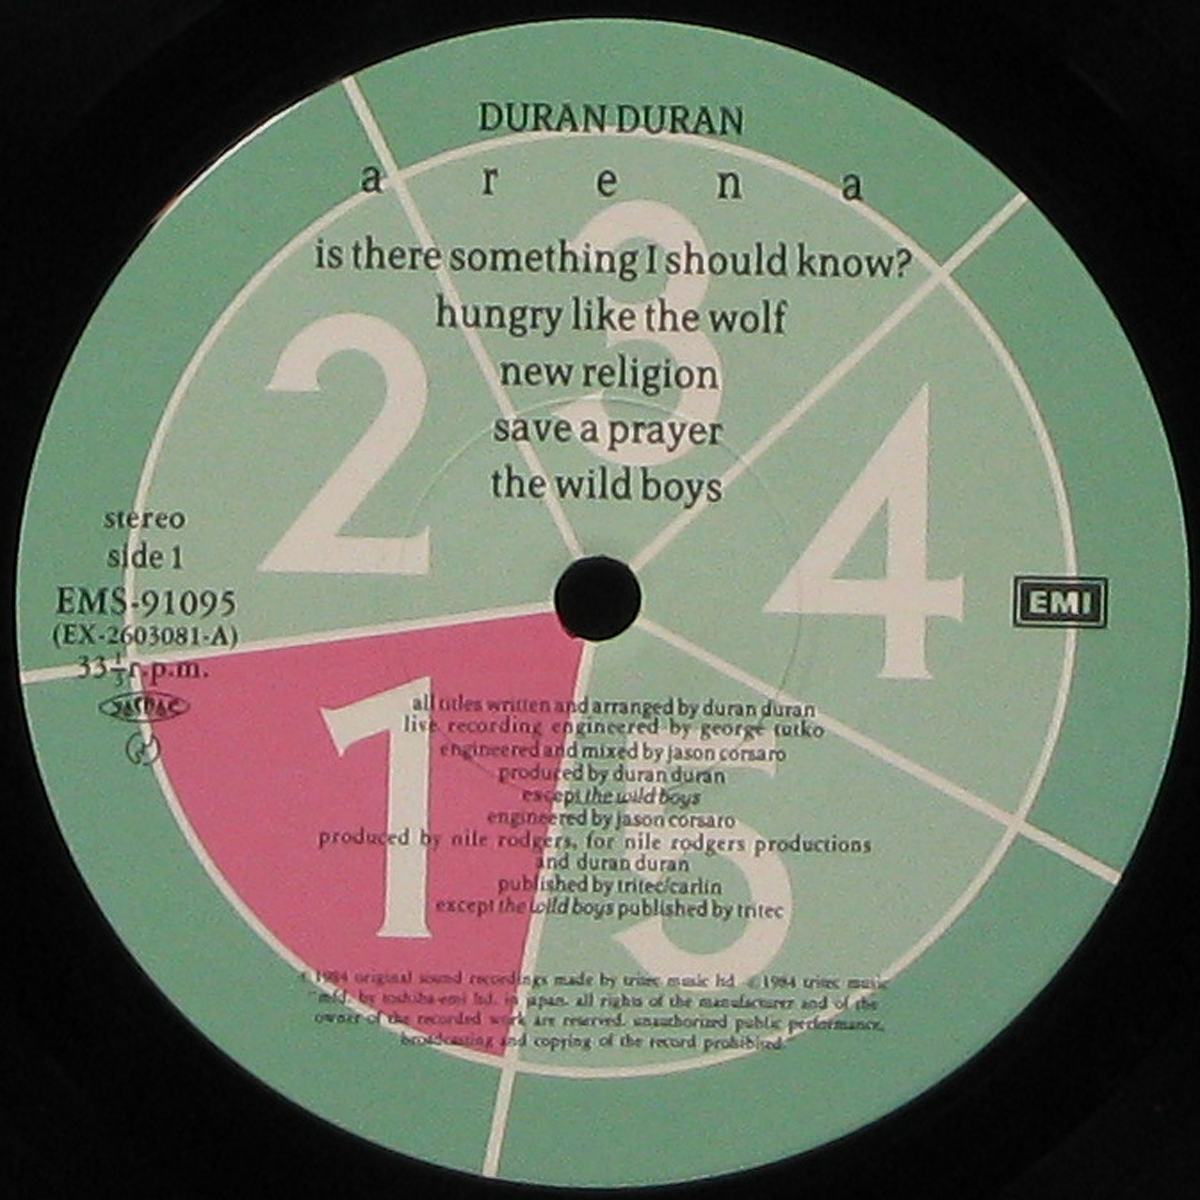 DURAN DURAN
a r e n a
is there something I should know?
hungry like the wolf
new religion
save a prayer
the wild boys
3
2
4
1
5
stereo
side 1
EMS-91095
(EX-2603081-A)
33⅓ r.p.m.
JASRAC
EMI
all titles written and arranged by duran duran
live recording engineered by george tutko
engineered and mixed by jason corsaro
produced by duran duran
except the wild boys
engineered by jason corsaro
produced by nile rodgers, for nile rodgers productions
and duran duran
published by tritec/carlin
except the wild boys published by tritec
1984 original sound recordings made by tritec music ltd © 1984 tritec music
mfd. by toshiba-emi ltd. in japan. all rights of the manufacturer and of the
owner of the recorded work are reserved. unauthorized public performance,
broadcasting and copying of the record prohibited.